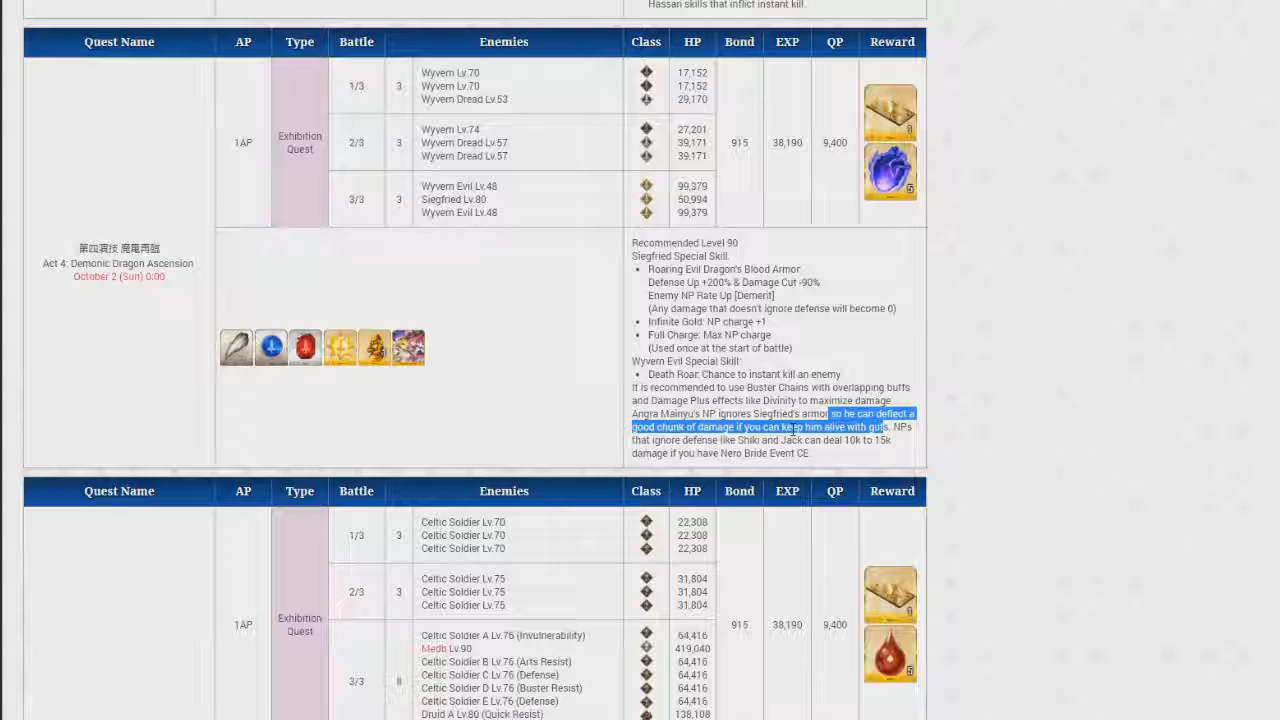 Hassan skills that inflict instant kill.
Quest Name AP Type Battle Enemies Class HP Bond EXP QP Reward
第四演技 魔竜再臨
Act 4: Demonic Dragon Ascension
October 2 (Sun) 0:00
1AP
Exhibition
Quest
1/3 3
Wyvern Lv.70 17,152
Wyvern Lv.70 17,152
Wyvern Dread Lv.53 29,170
2/3 3
Wyvern Lv.74 27,201
Wyvern Dread Lv.57 39,171
Wyvern Dread Lv.57 39,171
3/3 3
Wyvern Evil Lv.48 99,379
Siegfried Lv.80 50,994
Wyvern Evil Lv.48 99,379
915 38,190 9,400
1
5
Recommended Level 90
Siegfried Special Skill:
Roaring Evil Dragon's Blood Armor
Defense Up +200% & Damage Cut -90%
Enemy NP Rate Up [Demerit]
(Any damage that doesn't ignore defense will become 0)
Infinite Gold: NP charge +1
Full Charge: Max NP charge
(Used once at the start of battle)
Wyvern Evil Special Skill:
Death Roar: Chance to instant kill an enemy
It is recommended to use Buster Chains with overlapping buffs
and Damage Plus effects like Divinity to maximize damage
Angra Mainyu's NP ignores Siegfried's armor so he can deflect a
good chunk of damage if you can keep him alive with guts. NPs
that ignore defense like Shiki and Jack can deal 10k to 15k
damage if you have Nero Bride Event CE.
Quest Name AP Type Battle Enemies Class HP Bond EXP QP Reward
1AP
Exhibition
Quest
1/3 3
Celtic Soldier Lv.70 22,308
Celtic Soldier Lv.70 22,308
Celtic Soldier Lv.70 22,308
2/3 3
Celtic Soldier Lv.75 31,804
Celtic Soldier Lv.75 31,804
Celtic Soldier Lv.75 31,804
3/3 8
Celtic Soldier A Lv.76 (Invulnerability) 64,416
Medb Lv.90 419,040
Celtic Soldier B Lv.76 (Arts Resist) 64,416
Celtic Soldier C Lv.76 (Defense) 64,416
Celtic Soldier D Lv.76 (Buster Resist) 64,416
Celtic Soldier E Lv.76 (Defense) 64,416
Druid A Lv.80 (Quick Resist) 138,108
915 38,190 9,400
1
5